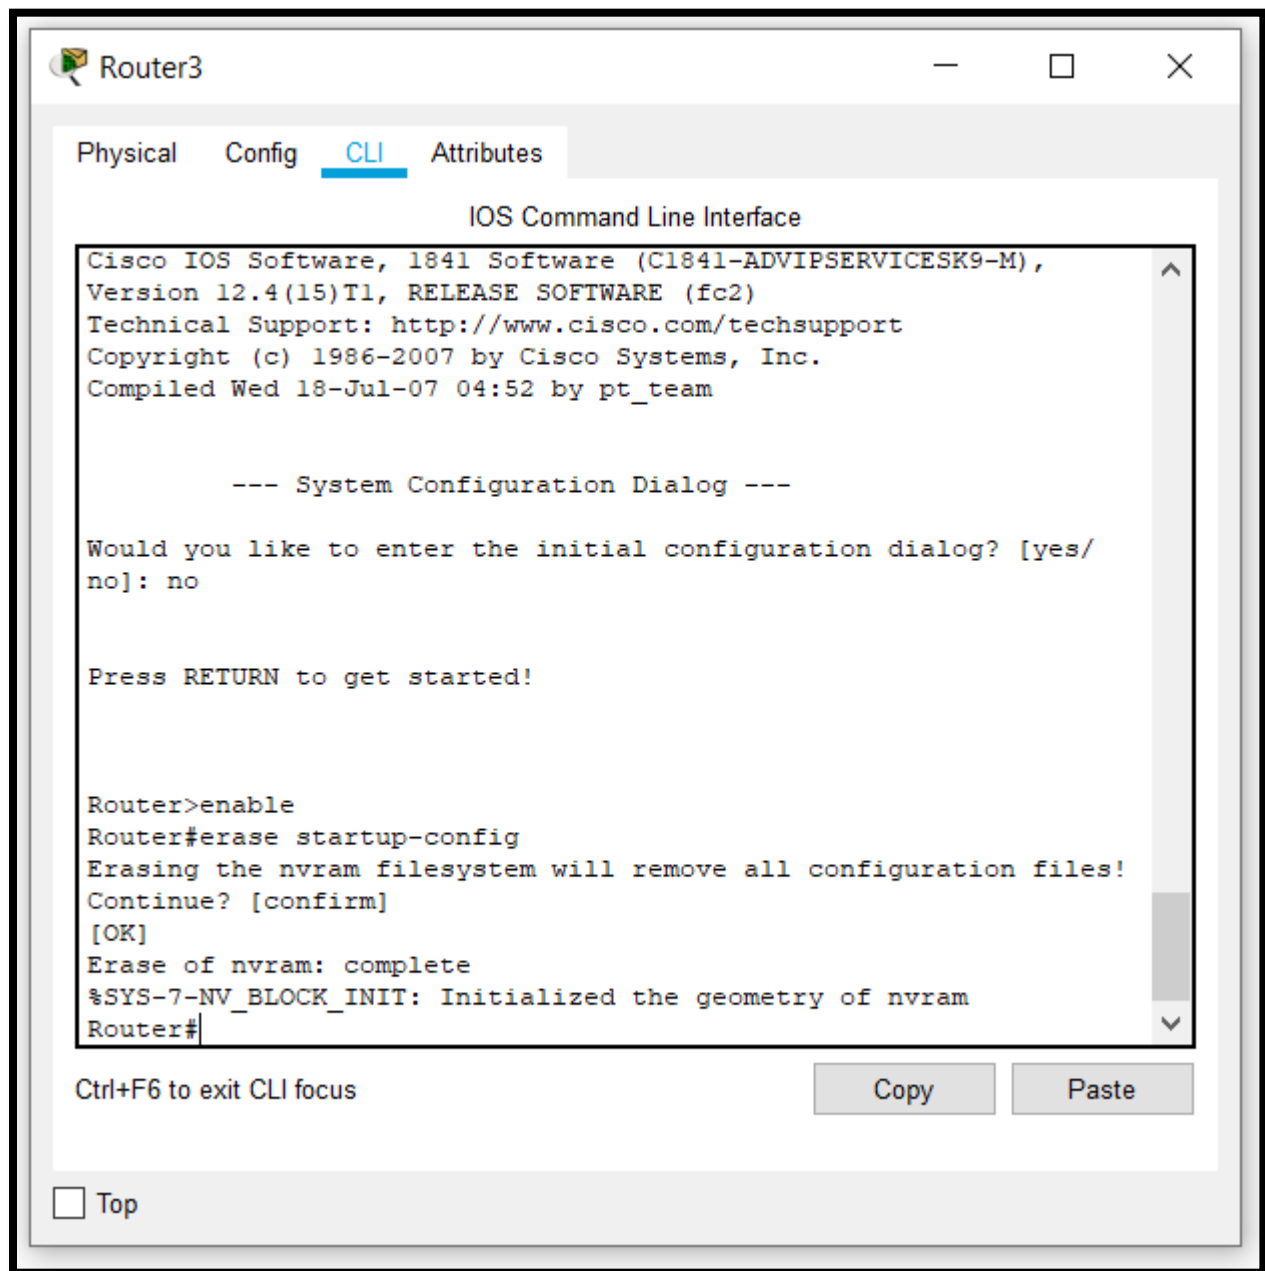 Router3
Physical Config CLI Attributes
IOS Command Line Interface
Cisco IOS Software, 1841 Software (C1841-ADVIPSERVICESK9-M),
Version 12.4(15)T1, RELEASE SOFTWARE (fc2)
Technical Support: http://www.cisco.com/techsupport
Copyright (c) 1986-2007 by Cisco Systems, Inc.
Compiled Wed 18-Jul-07 04:52 by pt_team
--- System Configuration Dialog ---
Would you like to enter the initial configuration dialog? [yes/
no]: no
Press RETURN to get started!
Router>enable
Router#erase startup-config
Erasing the nvram filesystem will remove all configuration files!
Continue? [confirm]
[OK]
Erase of nvram: complete
%SYS-7-NV_BLOCK_INIT: Initialized the geometry of nvram
Router#
Ctrl+F6 to exit CLI focus
Copy Paste
Top